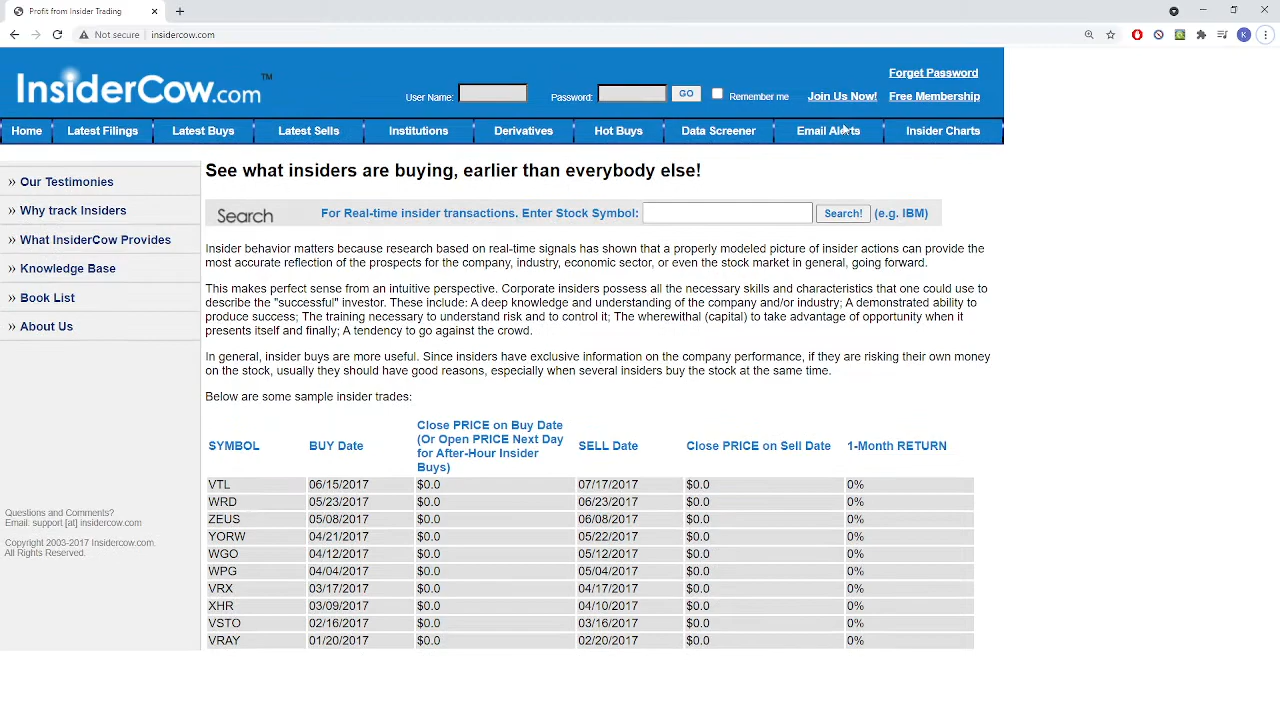 Profit from Insider Trading
Not secure
insidercow.com
K
InsiderCow.com™
Forget Password
User Name:
Password:
GO
Remember me
Join Us Now!
Free Membership
Home
Latest Filings
Latest Buys
Latest Sells
Institutions
Derivatives
Hot Buys
Data Screener
Email Alerts
Insider Charts
» Our Testimonies
» Why track Insiders
» What InsiderCow Provides
» Knowledge Base
» Book List
» About Us
Questions and Comments?
Email: support [at] insidercow.com
Copyright 2003-2017 Insidercow.com.
All Rights Reserved.
See what insiders are buying, earlier than everybody else!
Search For Real-time insider transactions. Enter Stock Symbol: Search! (e.g. IBM)
Insider behavior matters because research based on real-time signals has shown that a properly modeled picture of insider actions can provide the
most accurate reflection of the prospects for the company, industry, economic sector, or even the stock market in general, going forward.
This makes perfect sense from an intuitive perspective. Corporate insiders possess all the necessary skills and characteristics that one could use to
describe the "successful" investor. These include: A deep knowledge and understanding of the company and/or industry; A demonstrated ability to
produce success; The training necessary to understand risk and to control it; The wherewithal (capital) to take advantage of opportunity when it
presents itself and finally; A tendency to go against the crowd.
In general, insider buys are more useful. Since insiders have exclusive information on the company performance, if they are risking their own money
on the stock, usually they should have good reasons, especially when several insiders buy the stock at the same time.
Below are some sample insider trades:
SYMBOL
BUY Date
Close PRICE on Buy Date
(Or Open PRICE Next Day
for After-Hour Insider
Buys)
SELL Date
Close PRICE on Sell Date
1-Month RETURN
VTL 06/15/2017 $0.0 07/17/2017 $0.0 0%
WRD 05/23/2017 $0.0 06/23/2017 $0.0 0%
ZEUS 05/08/2017 $0.0 06/08/2017 $0.0 0%
YORW 04/21/2017 $0.0 05/22/2017 $0.0 0%
WGO 04/12/2017 $0.0 05/12/2017 $0.0 0%
WPG 04/04/2017 $0.0 05/04/2017 $0.0 0%
VRX 03/17/2017 $0.0 04/17/2017 $0.0 0%
XHR 03/09/2017 $0.0 04/10/2017 $0.0 0%
VSTO 02/16/2017 $0.0 03/16/2017 $0.0 0%
VRAY 01/20/2017 $0.0 02/20/2017 $0.0 0%